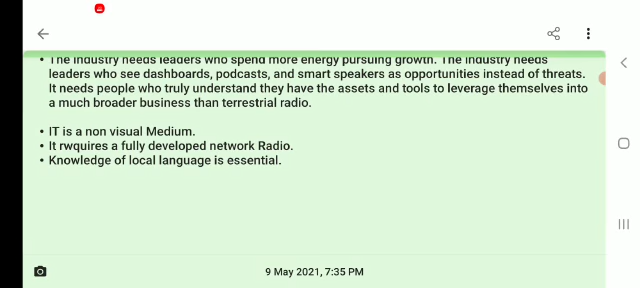 • The industry needs leaders who spend more energy pursuing growth. The industry needs
leaders who see dashboards, podcasts, and smart speakers as opportunities instead of threats.
It needs people who truly understand they have the assets and tools to leverage themselves into
a much broader business than terrestrial radio.
• IT is a non visual Medium.
• It rwquires a fully developed network Radio.
• Knowledge of local language is essential.
9 May 2021, 7:35 PM